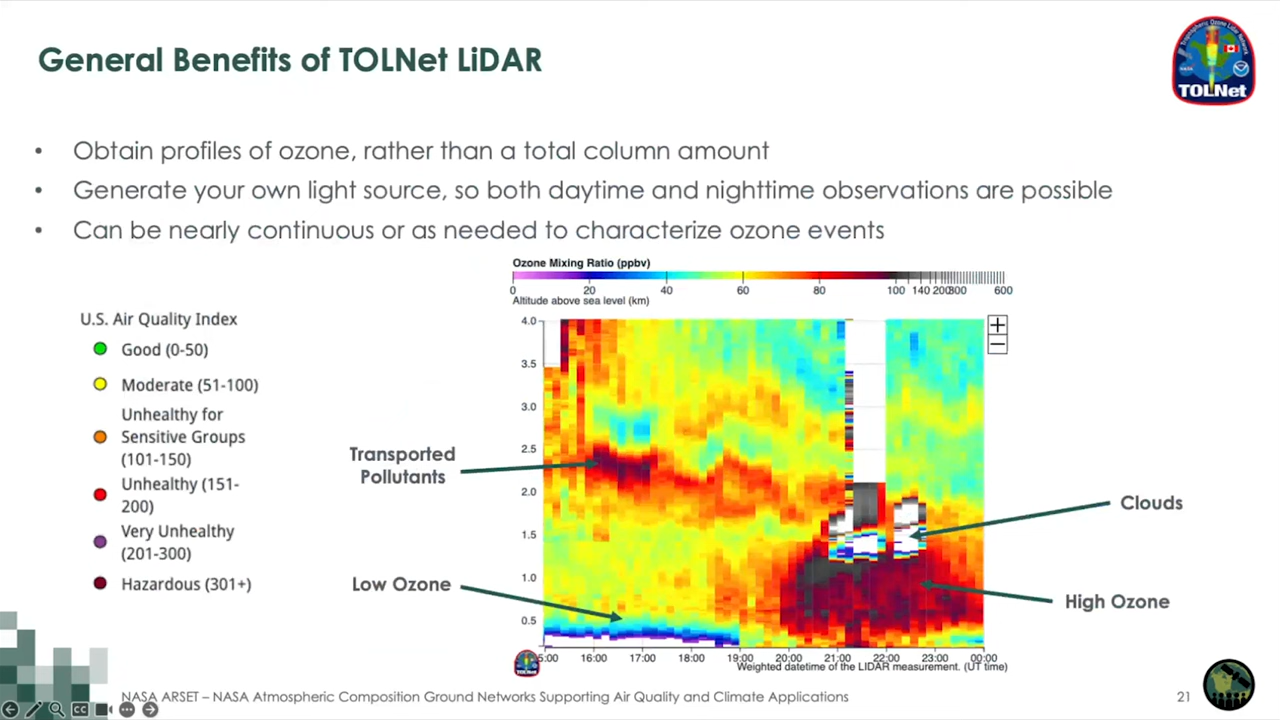 General Benefits of TOLNet LiDAR
TOLNet
• Obtain profiles of ozone, rather than a total column amount
• Generate your own light source, so both daytime and nighttime observations are possible
• Can be nearly continuous or as needed to characterize ozone events
U.S. Air Quality Index
Good (0-50)
Moderate (51-100)
Unhealthy for
Sensitive Groups
(101-150)
Unhealthy (151-
200)
Very Unhealthy
(201-300)
Hazardous (301+)
Ozone Mixing Ratio (ppbv)
0 20 40 60 80 100 140 200 300 600
Altitude above sea level (km)
4.0
3.5
3.0
2.5
2.0
1.5
1.0
0.5
+
−
Transported
Pollutants
Low Ozone
Clouds
High Ozone
5:00 16:00 17:00 18:00 19:00 20:00 21:00 22:00 23:00 00:00
Weighted datetime of the LIDAR measurement. (UT time)
TOLNet
NASA ARSET – NASA Atmospheric Composition Ground Networks Supporting Air Quality and Climate Applications
21
CC